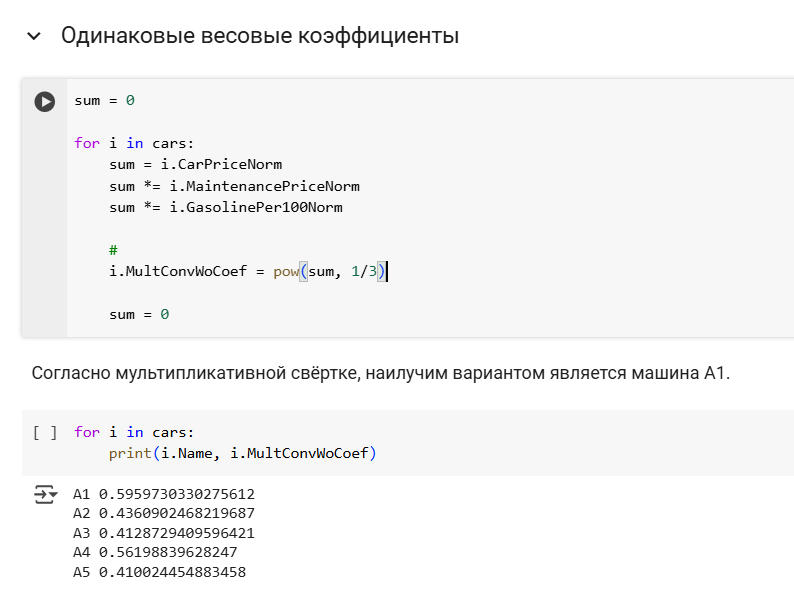 Одинаковые весовые коэффициенты
sum = 0
for i in cars:
    sum = i.CarPriceNorm
    sum *= i.MaintenancePriceNorm
    sum *= i.GasolinePer100Norm
    #
    i.MultConvWoCoef = pow(sum, 1/3)
    sum = 0
Согласно мультипликативной свёртке, наилучим вариантом является машина А1.
[ ] for i in cars:
    print(i.Name, i.MultConvWoCoef)
A1 0.5959730330275612
A2 0.4360902468219687
A3 0.4128729409596421
A4 0.56198839628247
A5 0.410024454883458